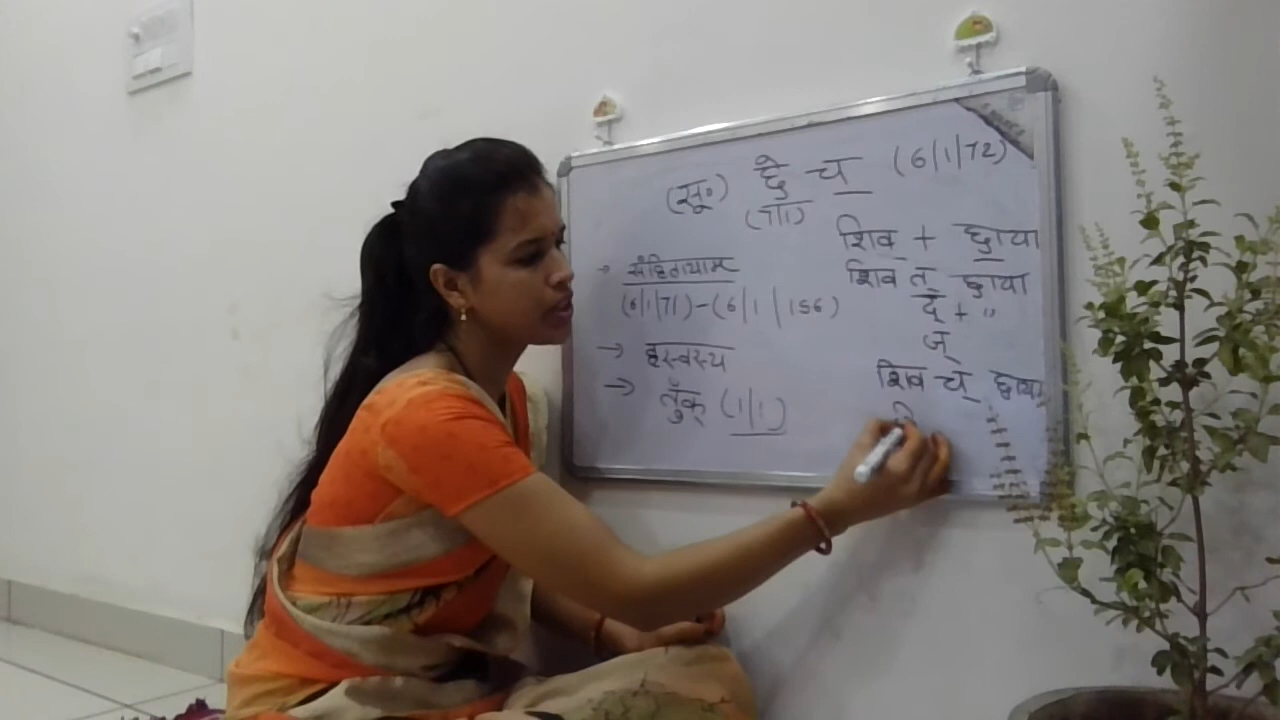 (सू०) छे च (6|1|72)
(7|1)
→ संहितायाम्
(6|1|71)-(6|1|156)
→ ह्रस्वस्य
→ तुँक् (1|1)
शिव + छाया
शिव त् छाया
द् + "
ज्
शिव च् छाया